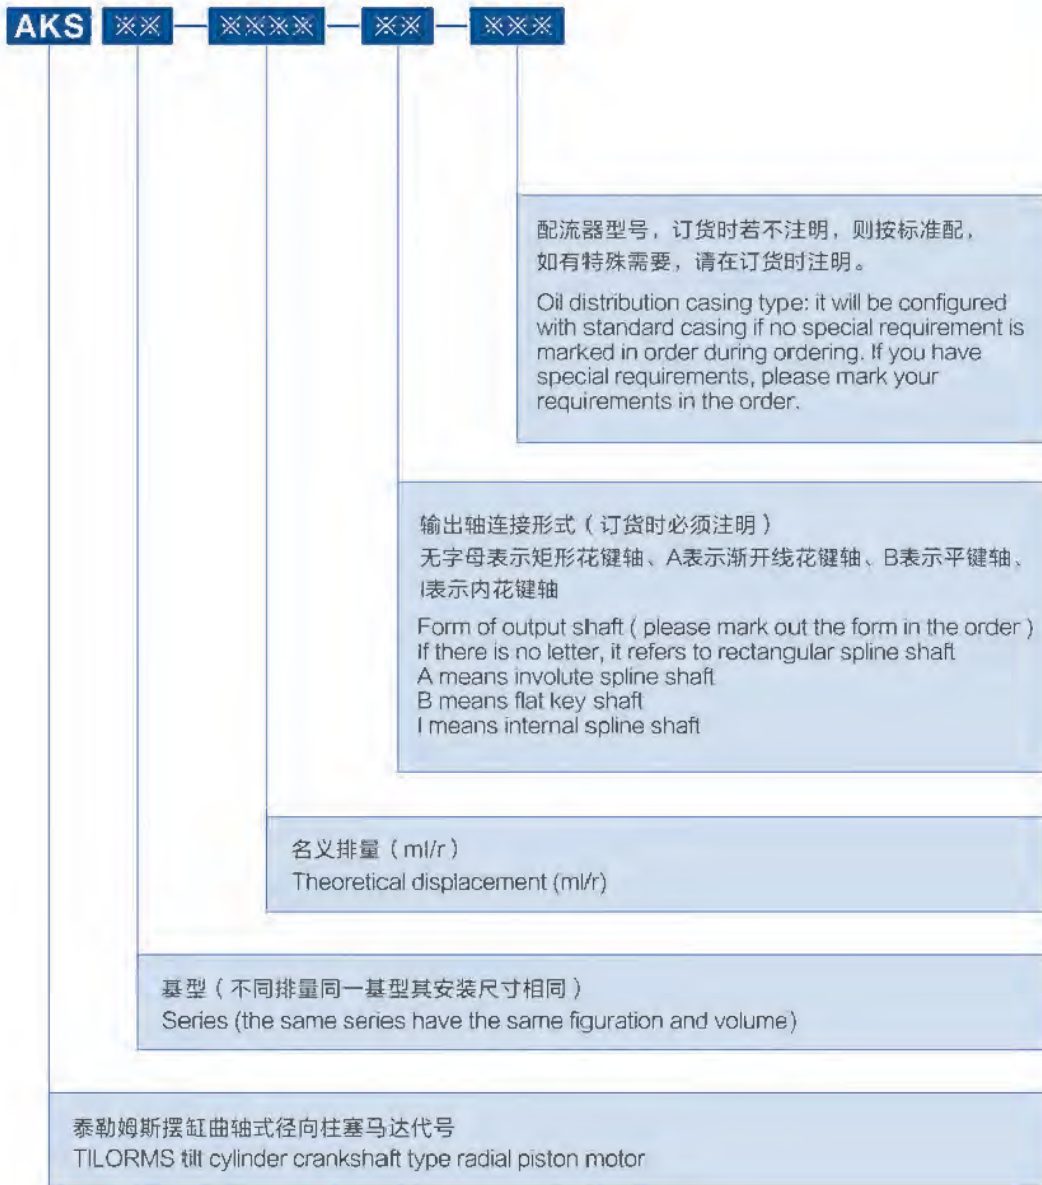 AKS ※※ — ※※※※ — ※※ — ※※※
配流器型号，订货时若不注明，则按标准配，
如有特殊需要，请在订货时注明。
Oil distribution casing type: it will be configured
with standard casing if no special requirement is
marked in order during ordering. If you have
special requirements, please mark your
requirements in the order.
输出轴连接形式（订货时必须注明）
无字母表示矩形花键轴、A表示渐开线花键轴、B表示平键轴、
I表示内花键轴
Form of output shaft ( please mark out the form in the order )
If there is no letter, it refers to rectangular spline shaft
A means involute spline shaft
B means flat key shaft
I means internal spline shaft
名义排量（ml/r）
Theoretical displacement (ml/r)
基型（不同排量同一基型其安装尺寸相同）
Series (the same series have the same figuration and volume)
泰勒姆斯摆缸曲轴式径向柱塞马达代号
TILORMS tilt cylinder crankshaft type radial piston motor